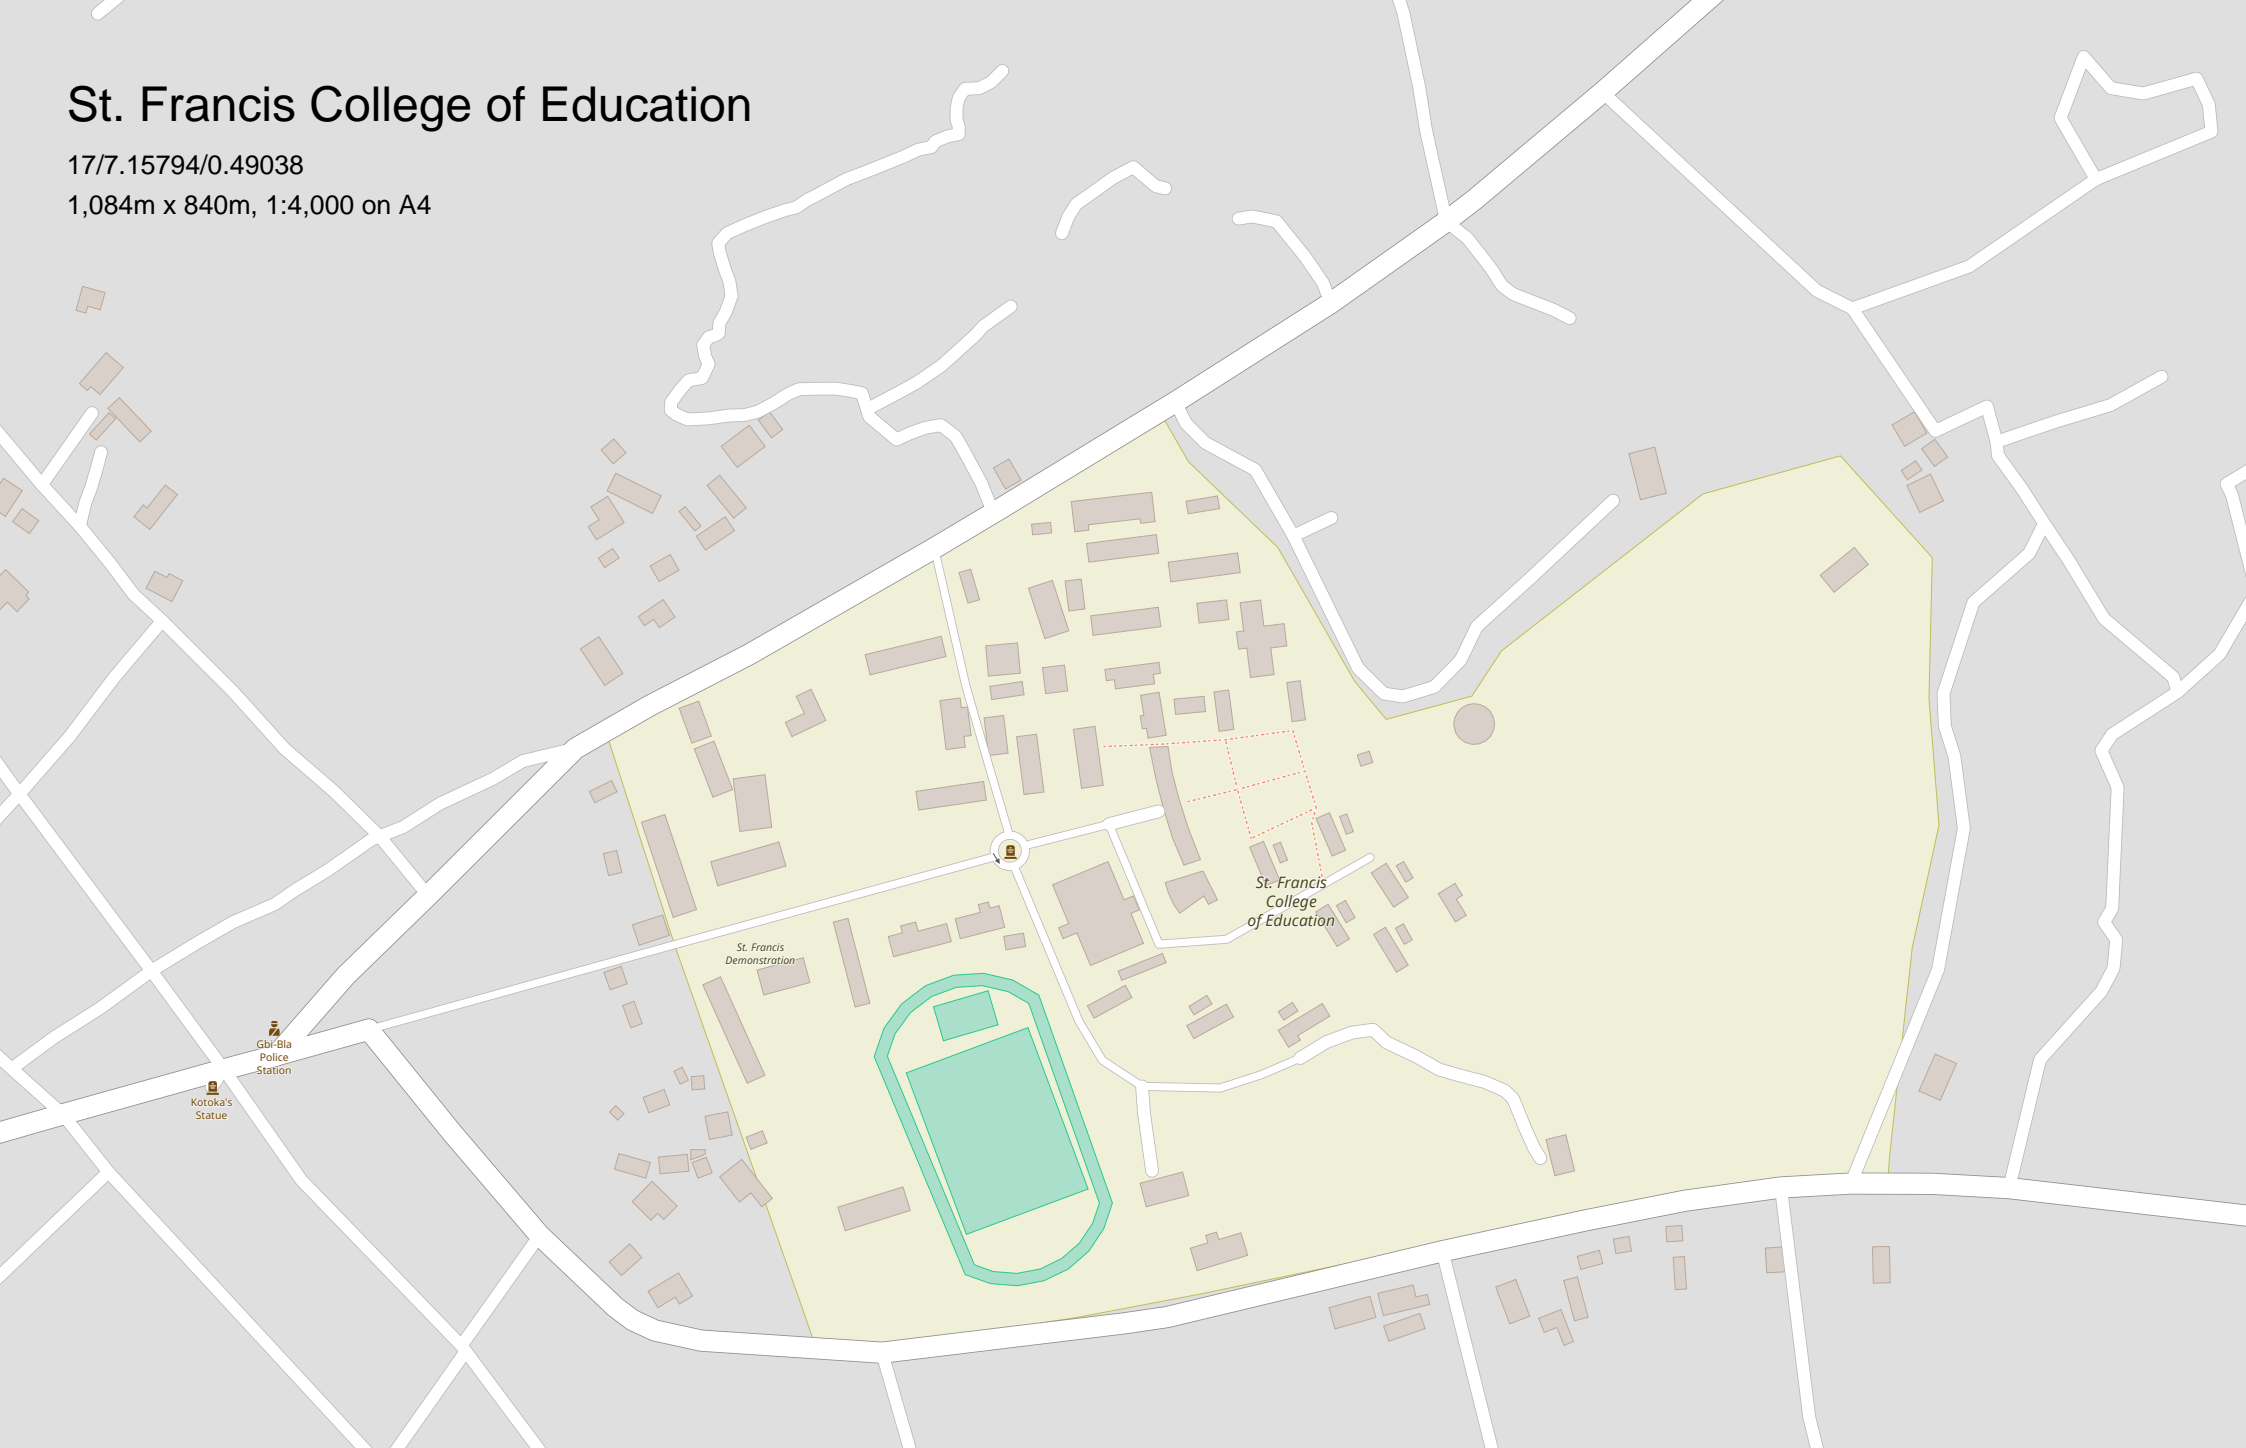 St. Francis College of Education
17/7.15794/0.49038
1,084m x 840m, 1:4,000 on A4
St. Francis
College
of Education
St. Francis
Demonstration
Gbi-Bla
Police
Station
Kotoka's
Statue